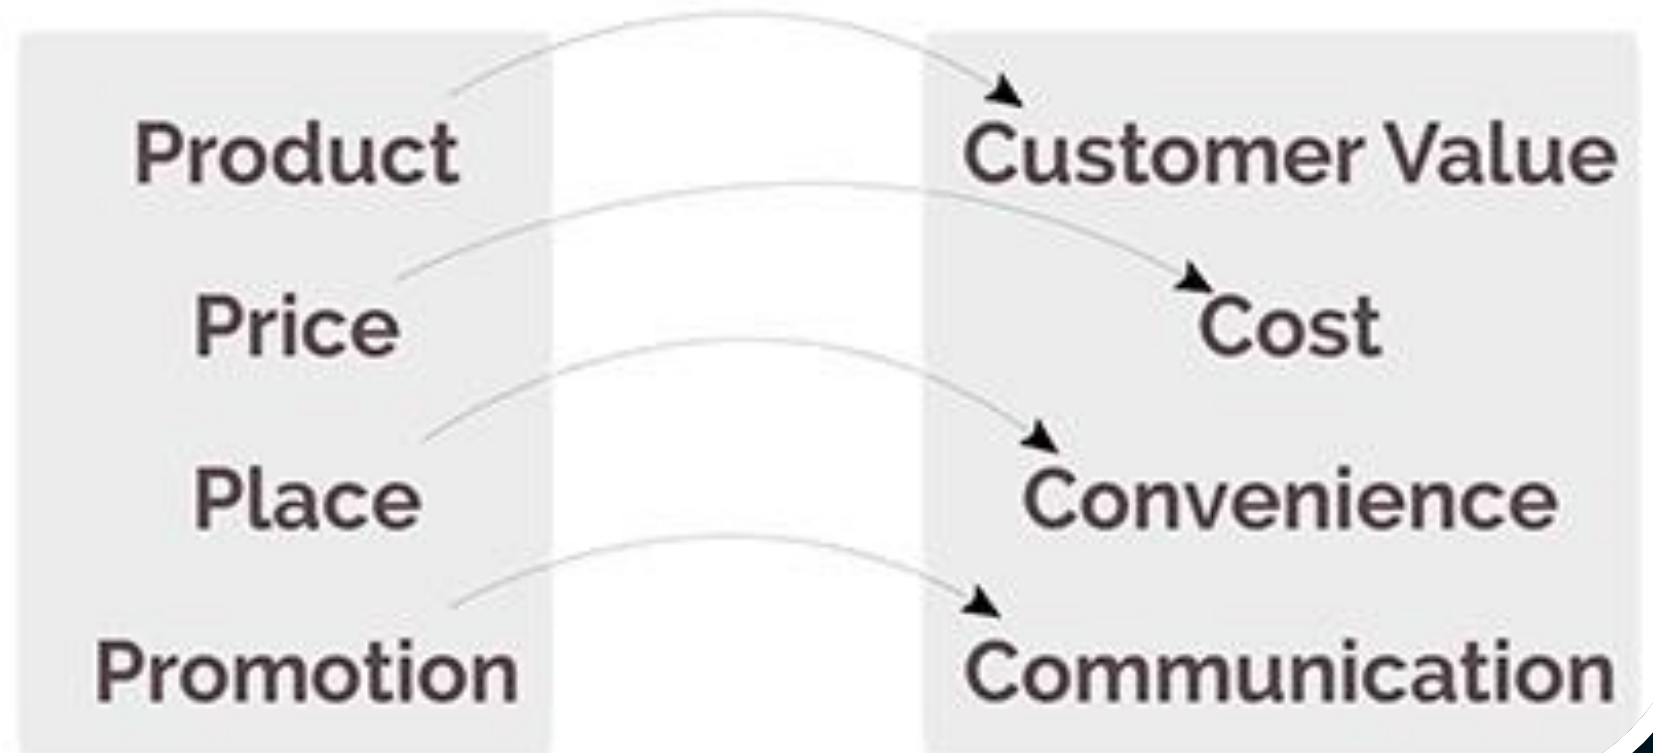 Product
Price
Place
Promotion
Customer Value
Cost
Convenience
Communication